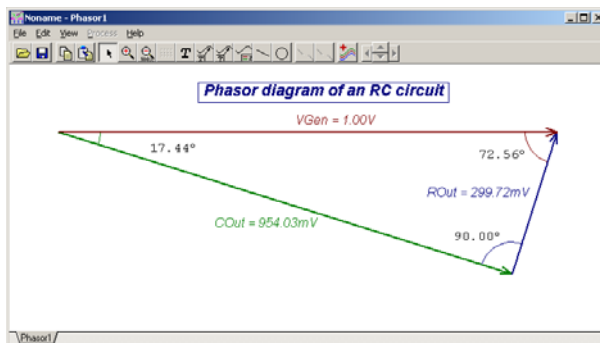 Noname - Phasor1
File Edit View Process Help
T
Phasor diagram of an RC circuit
VGen = 1.00V
17.44°
72.56°
ROut = 299.72mV
COut = 954.03mV
90.00°
Phasor1